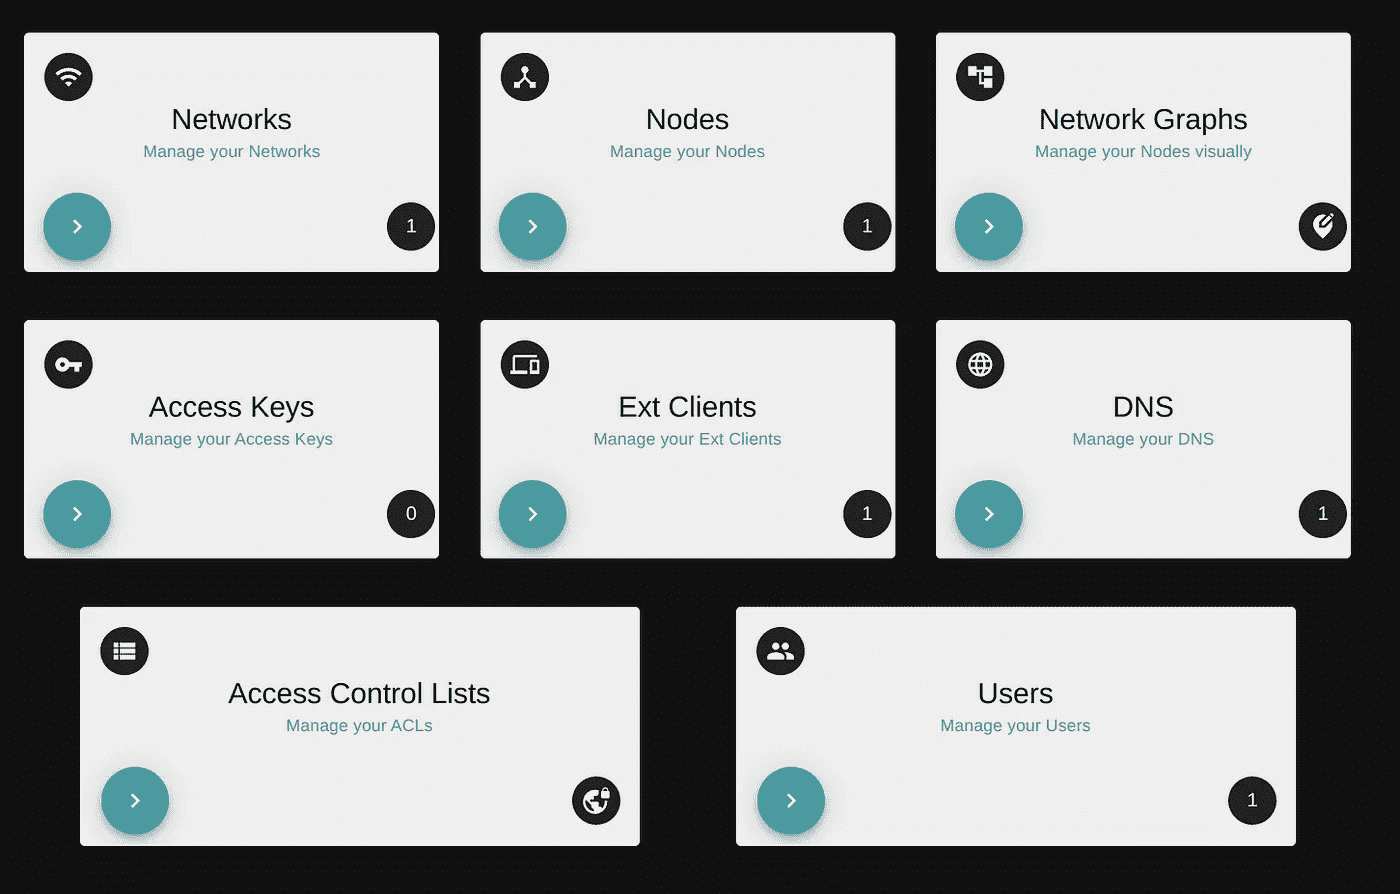 Networks
Manage your Networks
1
Nodes
Manage your Nodes
1
Network Graphs
Manage your Nodes visually
Access Keys
Manage your Access Keys
0
Ext Clients
Manage your Ext Clients
1
DNS
Manage your DNS
1
Access Control Lists
Manage your ACLs
Users
Manage your Users
1